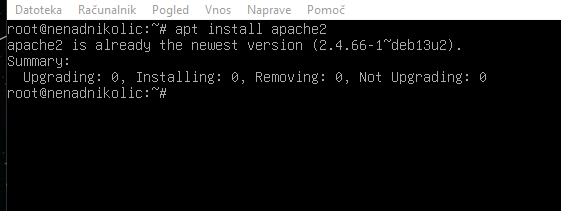 Datoteka Računalnik Pogled Vnos Naprave Pomoč
root@nenadnikolic:~# apt install apache2
apache2 is already the newest version (2.4.66-1~deb13u2).
Summary:
  Upgrading: 0, Installing: 0, Removing: 0, Not Upgrading: 0
root@nenadnikolic:~#